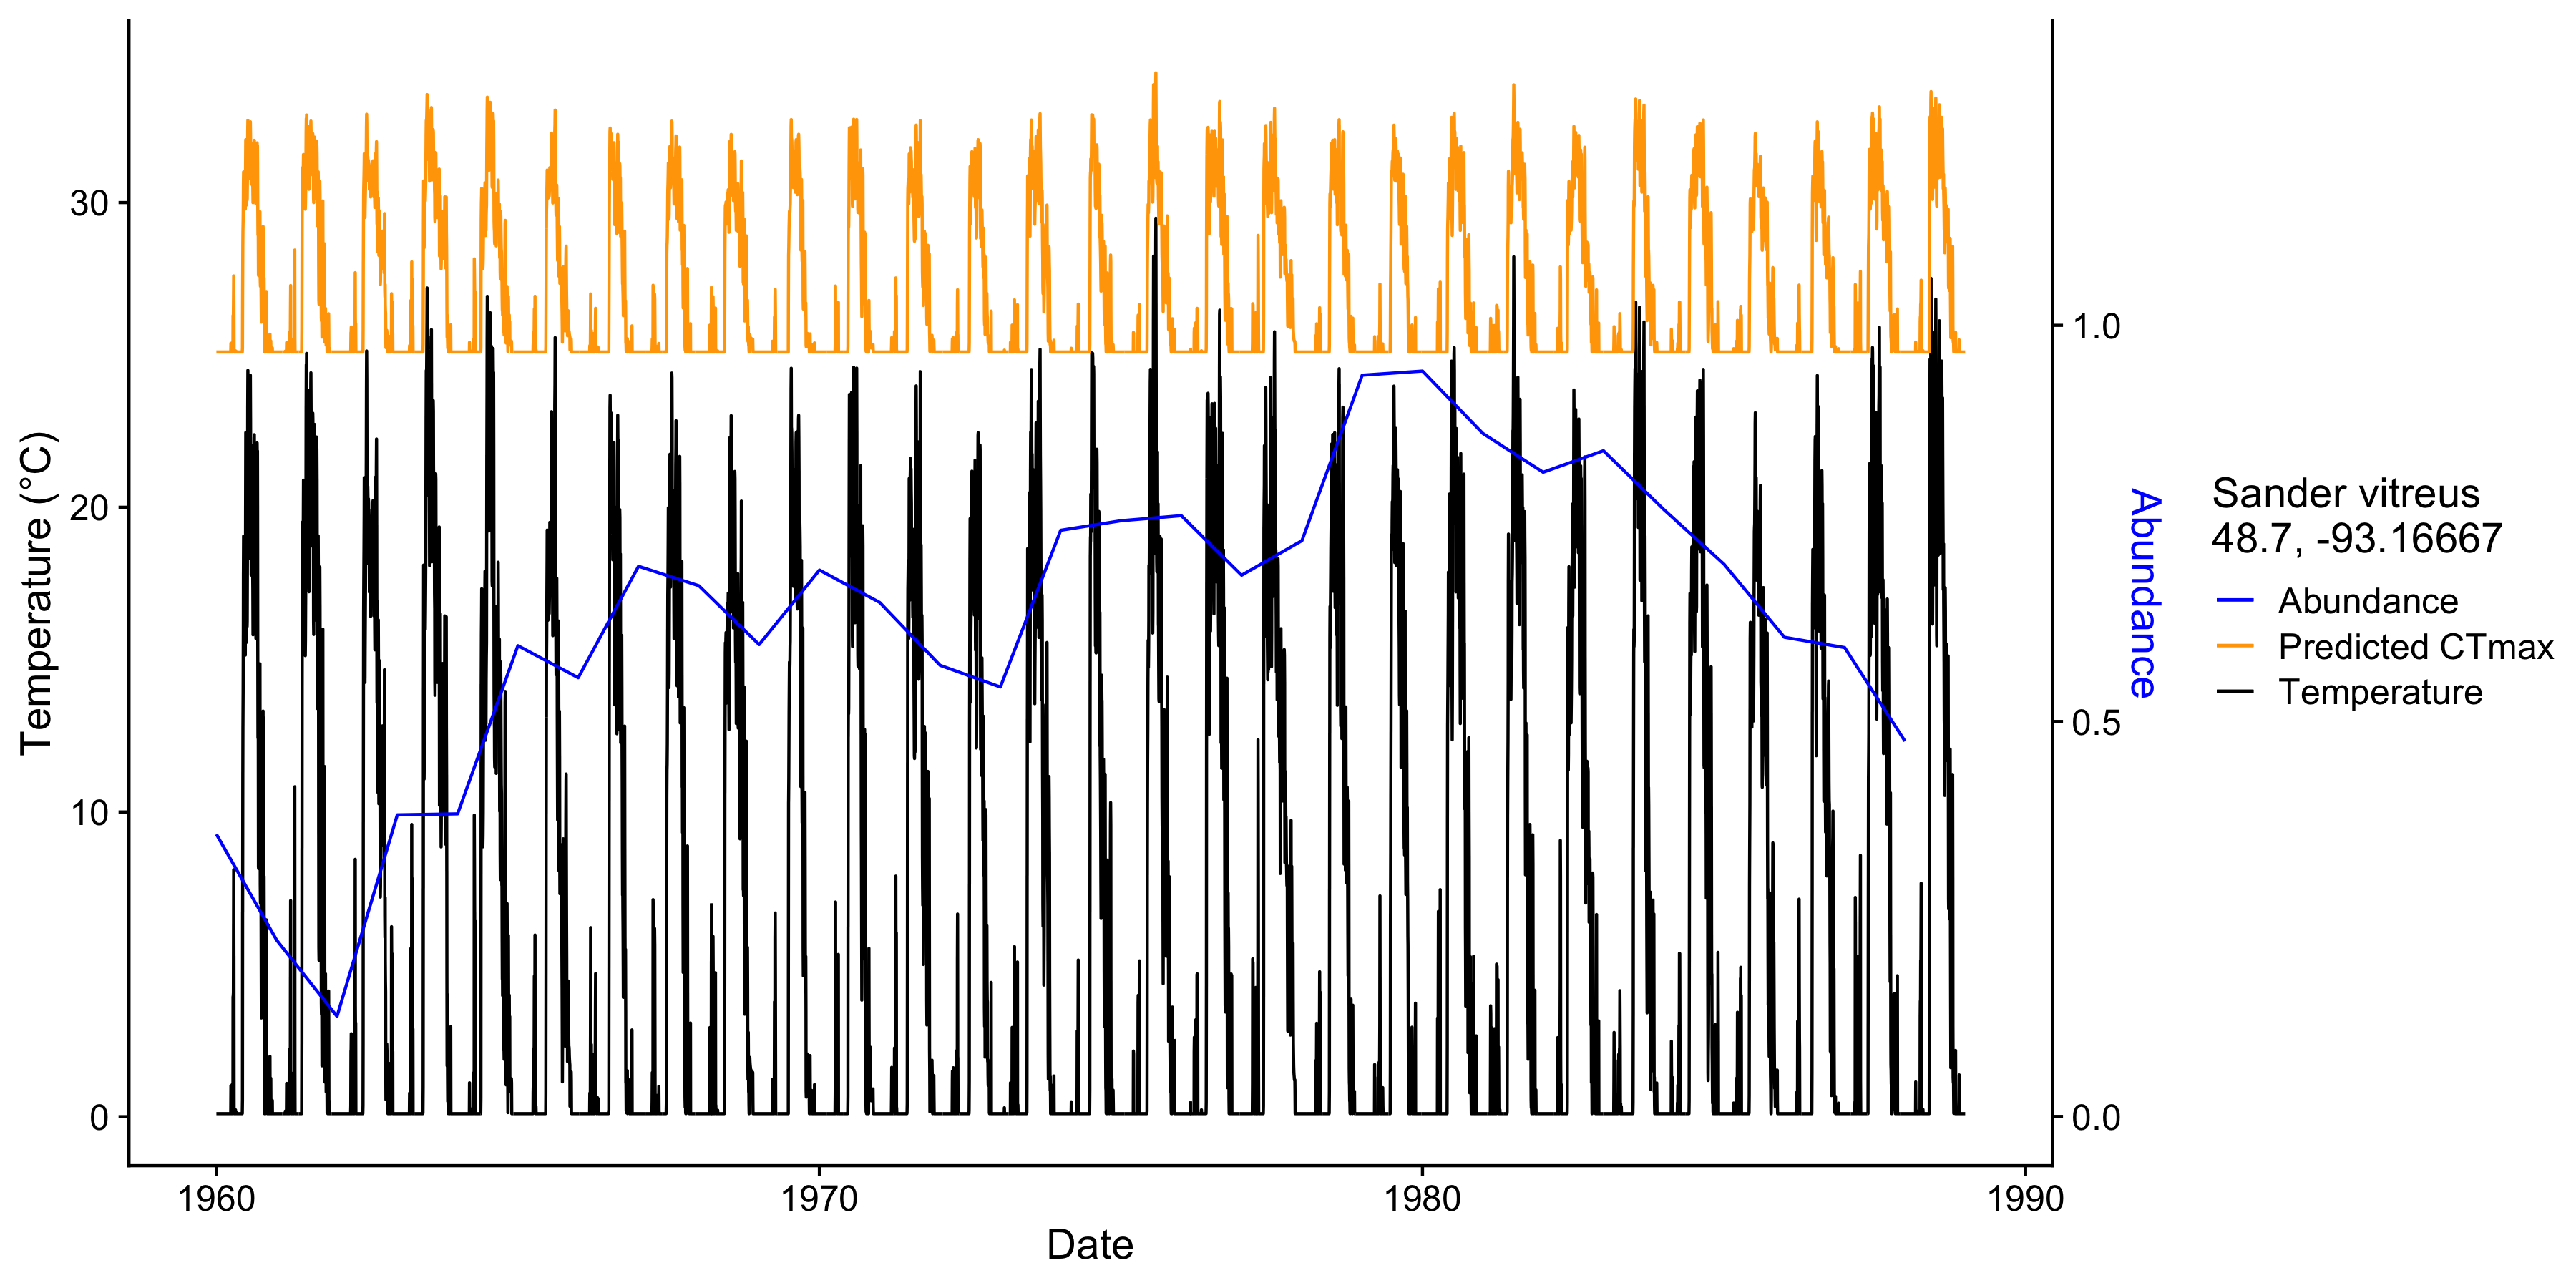 Temperature (°C)
30
20
10
0
1960
1970
1980
1990
Date
1.0
0.5
0.0
Abundance
Sander vitreus
48.7, -93.16667
Abundance
Predicted CTmax
Temperature